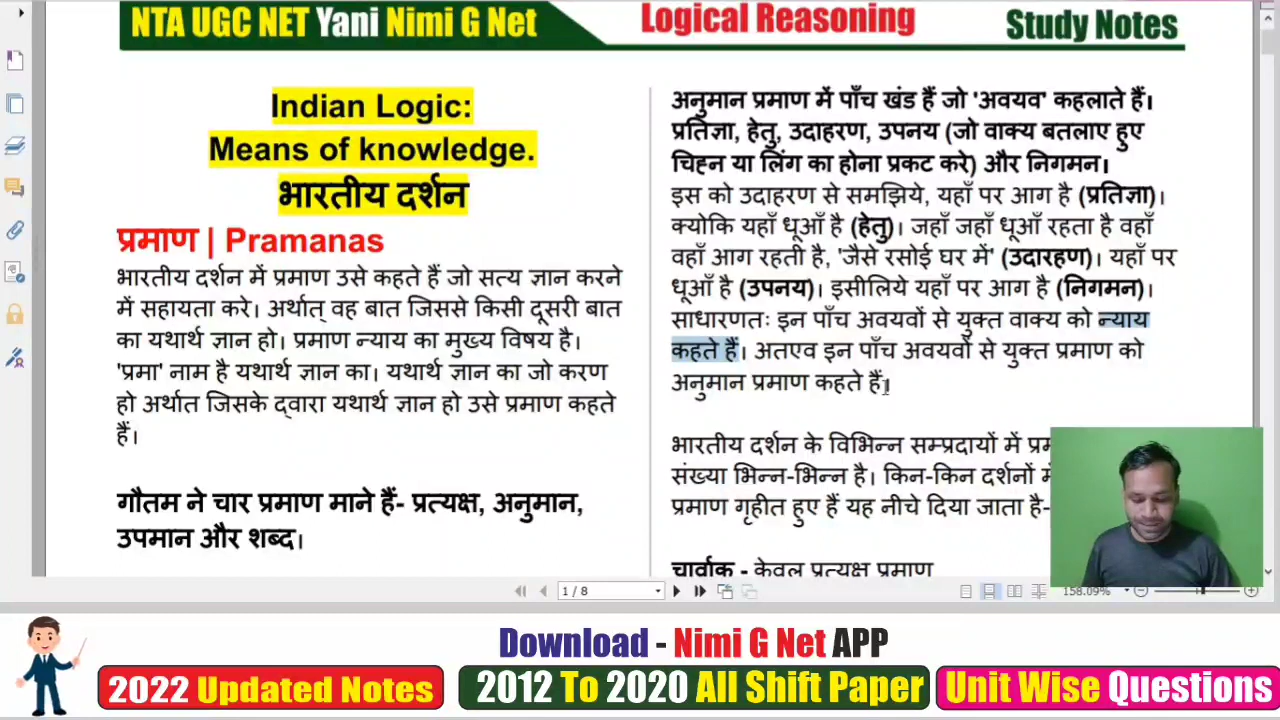 NTA UGC NET Yani Nimi G Net
Logical Reasoning
Study Notes
Indian Logic:
Means of knowledge.
भारतीय दर्शन
प्रमाण | Pramanas
भारतीय दर्शन में प्रमाण उसे कहते हैं जो सत्य ज्ञान करने
में सहायता करे। अर्थात् वह बात जिससे किसी दूसरी बात
का यथार्थ ज्ञान हो। प्रमाण न्याय का मुख्य विषय है।
'प्रमा' नाम है यथार्थ ज्ञान का। यथार्थ ज्ञान का जो करण
हो अर्थात जिसके द्वारा यथार्थ ज्ञान हो उसे प्रमाण कहते
हैं।
गौतम ने चार प्रमाण माने हैं- प्रत्यक्ष, अनुमान,
उपमान और शब्द।
अनुमान प्रमाण में पाँच खंड हैं जो 'अवयव' कहलाते हैं।
प्रतिज्ञा, हेतु, उदाहरण, उपनय (जो वाक्य बतलाए हुए
चिह्न या लिंग का होना प्रकट करे) और निगमन।
इस को उदाहरण से समझिये, यहाँ पर आग है (प्रतिज्ञा)।
क्योकि यहाँ धूआँ है (हेतु)। जहाँ जहाँ धूआँ रहता है वहाँ
वहाँ आग रहती है, 'जैसे रसोई घर में' (उदारहण)। यहाँ पर
धूआँ है (उपनय)। इसीलिये यहाँ पर आग है (निगमन)।
साधारणतः इन पाँच अवयवों से युक्त वाक्य को न्याय
कहते हैं। अतएव इन पाँच अवयवों से युक्त प्रमाण को
अनुमान प्रमाण कहते हैं।
भारतीय दर्शन के विभिन्न सम्प्रदायों में
संख्या भिन्न-भिन्न है। किन-किन दर्शनों
प्रमाण गृहीत हुए हैं यह नीचे दिया जाता है-
चार्वाक - केवल प्रत्यक्ष प्रमाण
1 / 8
158.09%
Download - Nimi G Net APP
2022 Updated Notes
2012 To 2020 All Shift Paper
Unit Wise Questions